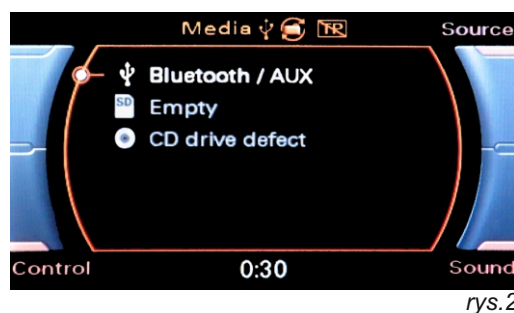 Media TR Source
Bluetooth / AUX
SD Empty
CD drive defect
Control 0:30 Sound
rys.2